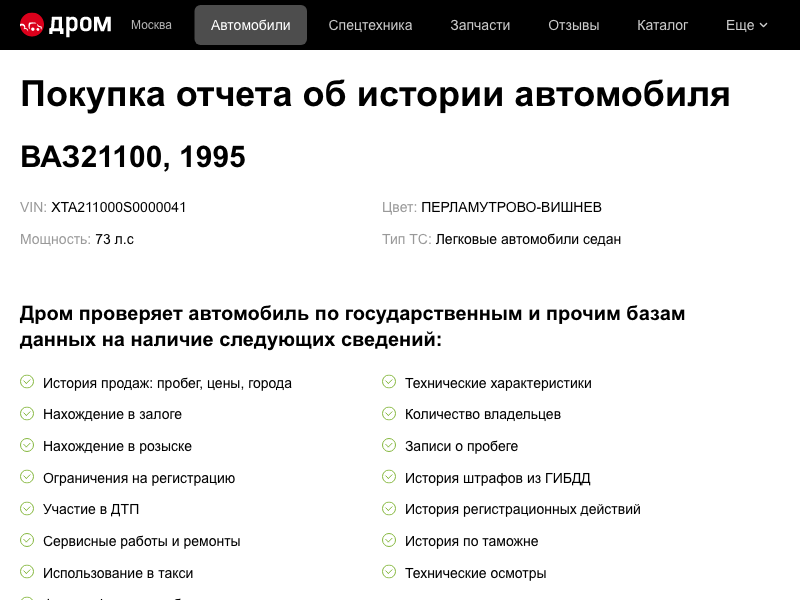 дром Москва Автомобили Спецтехника Запчасти Отзывы Каталог Еще
Покупка отчета об истории автомобиля
ВАЗ21100, 1995
VIN: XTA211000S0000041 Цвет: ПЕРЛАМУТРОВО-ВИШНЕВ
Мощность: 73 л.с Тип ТС: Легковые автомобили седан
Дром проверяет автомобиль по государственным и прочим базам
данных на наличие следующих сведений:
История продаж: пробег, цены, города Технические характеристики
Нахождение в залоге Количество владельцев
Нахождение в розыске Записи о пробеге
Ограничения на регистрацию История штрафов из ГИБДД
Участие в ДТП История регистрационных действий
Сервисные работы и ремонты История по таможне
Использование в такси Технические осмотры